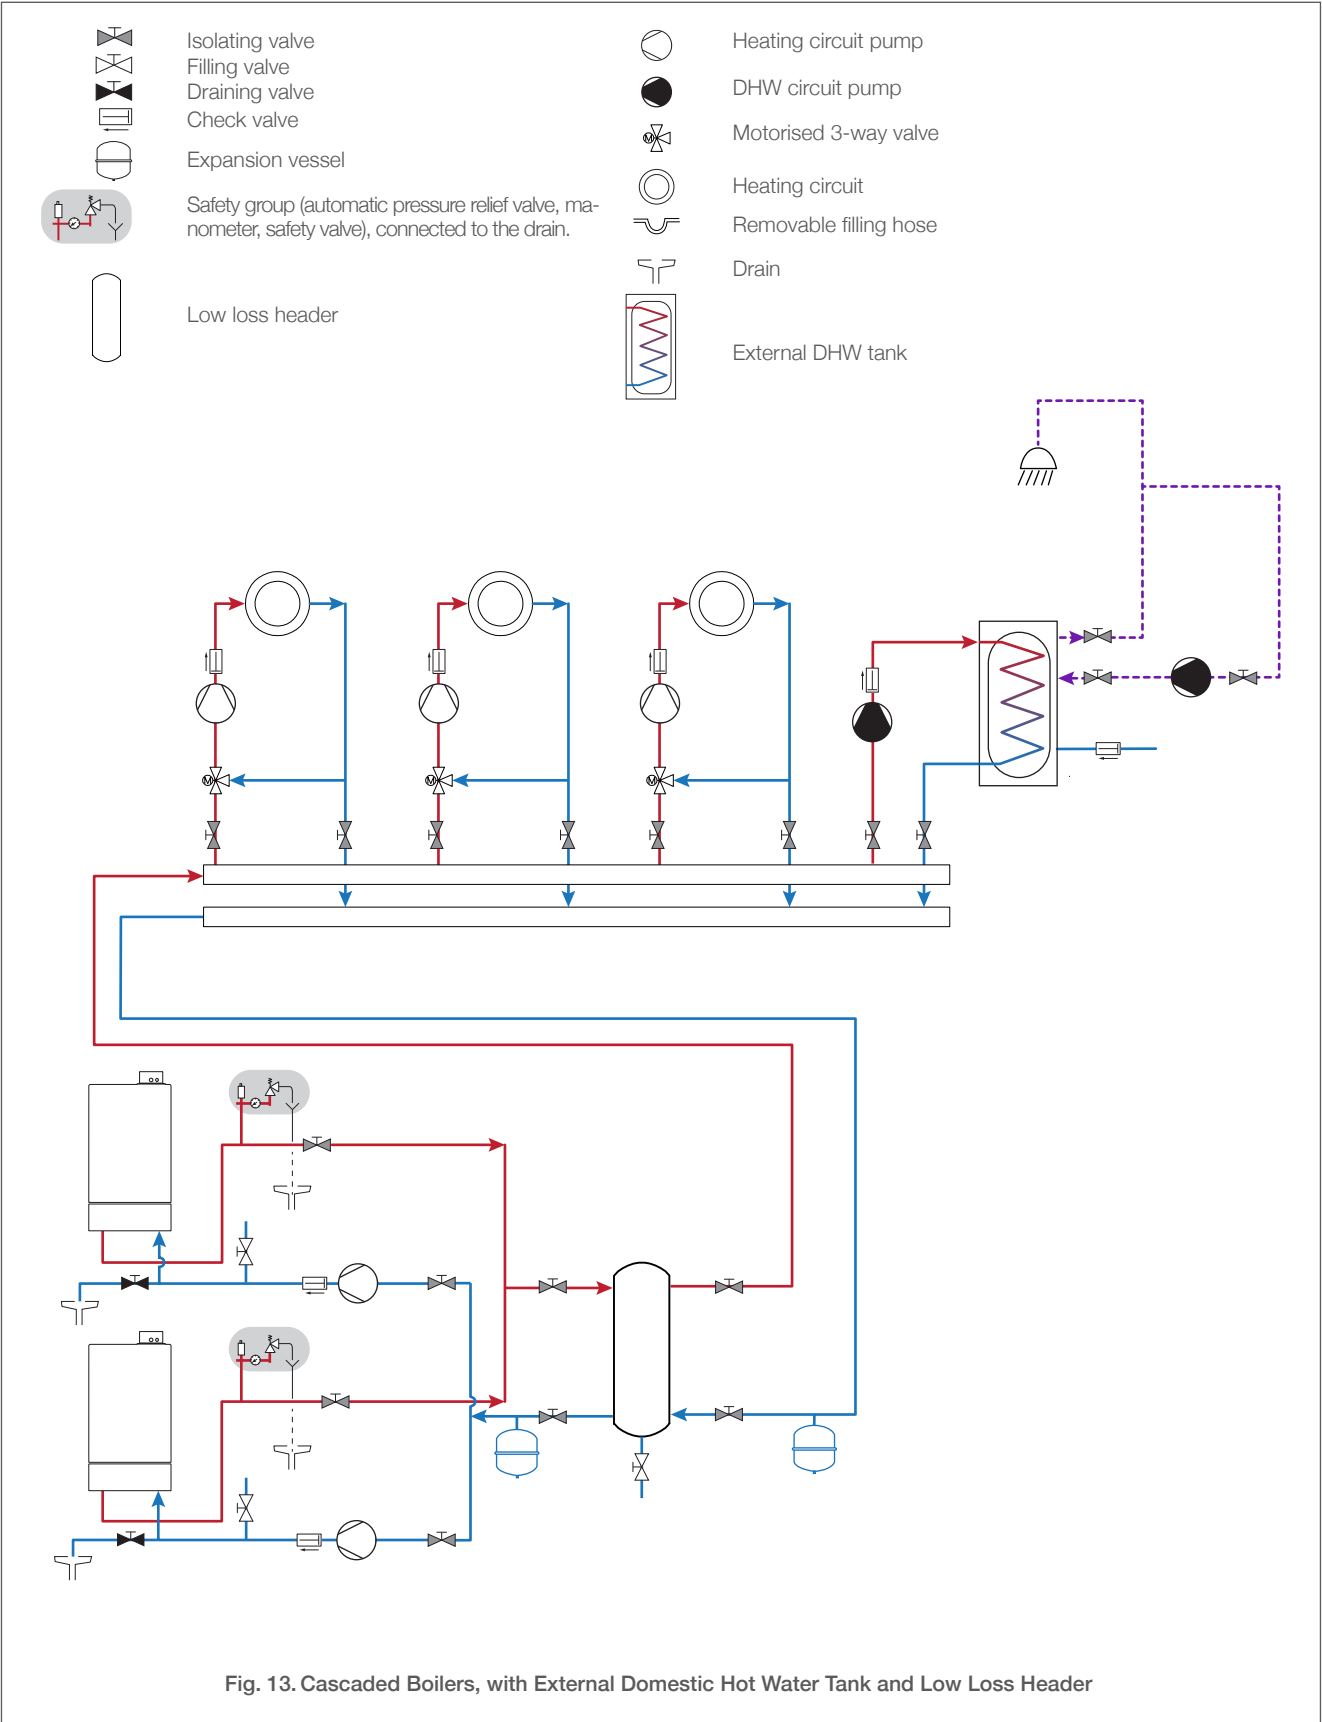 Isolating valve
Filling valve
Draining valve
Check valve
Expansion vessel
Safety group (automatic pressure relief valve, ma-
nometer, safety valve), connected to the drain.
Low loss header
Heating circuit pump
DHW circuit pump
M
Motorised 3-way valve
Heating circuit
Removable filling hose
Drain
External DHW tank
M
M
M
Fig. 13. Cascaded Boilers, with External Domestic Hot Water Tank and Low Loss Header